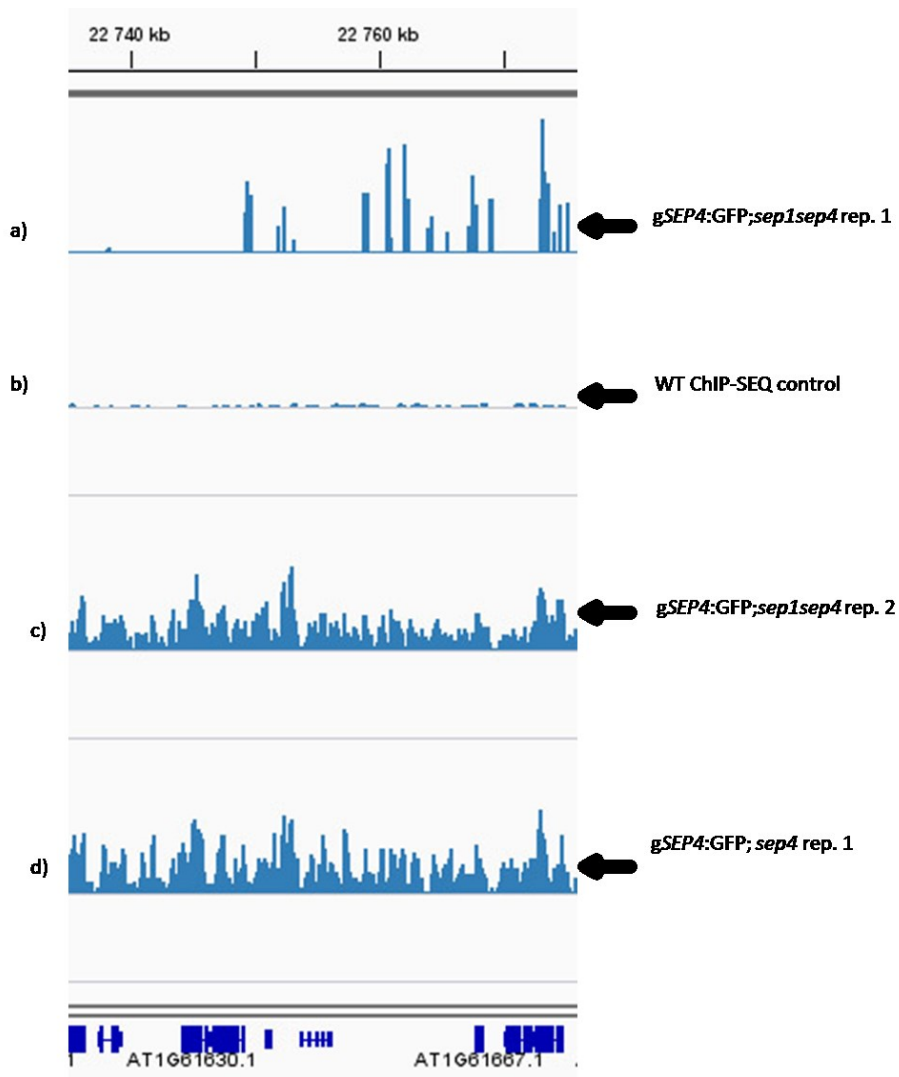 22 740 kb 22 760 kb
a) gSEP4:GFP;sep1sep4 rep. 1
b) WT ChIP-SEQ control
c) gSEP4:GFP;sep1sep4 rep. 2
d) gSEP4:GFP; sep4 rep. 1
1 AT1G61630.1 AT1G61667.1 .